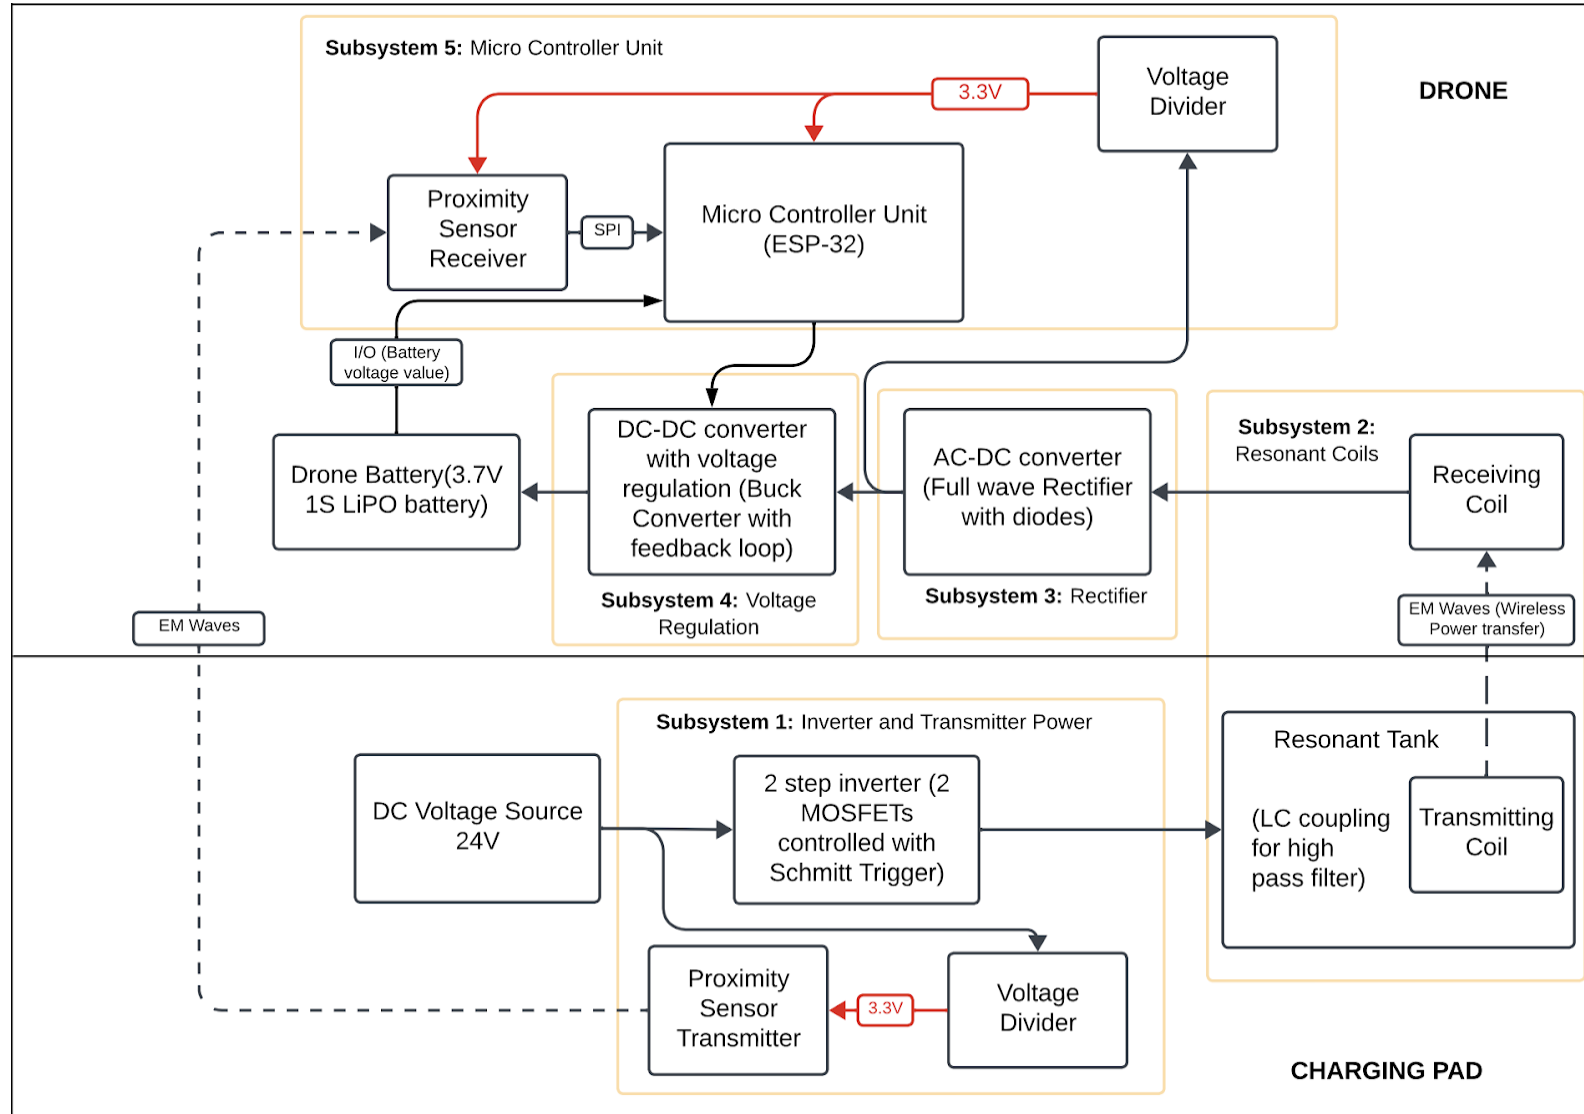 Subsystem 5: Micro Controller Unit
Voltage
Divider
DRONE
3.3V
Proximity
Sensor
Receiver
SPI
Micro Controller Unit
(ESP-32)
I/O (Battery
voltage value)
Drone Battery(3.7V
1S LiPO battery)
DC-DC converter
with voltage
regulation (Buck
Converter with
feedback loop)
Subsystem 4: Voltage
Regulation
AC-DC converter
(Full wave Rectifier
with diodes)
Subsystem 3: Rectifier
Subsystem 2:
Resonant Coils
Receiving
Coil
EM Waves
EM Waves (Wireless
Power transfer)
Subsystem 1: Inverter and Transmitter Power
DC Voltage Source
24V
2 step inverter (2
MOSFETs
controlled with
Schmitt Trigger)
Resonant Tank
(LC coupling
for high
pass filter)
Transmitting
Coil
Proximity
Sensor
Transmitter
3.3V
Voltage
Divider
CHARGING PAD